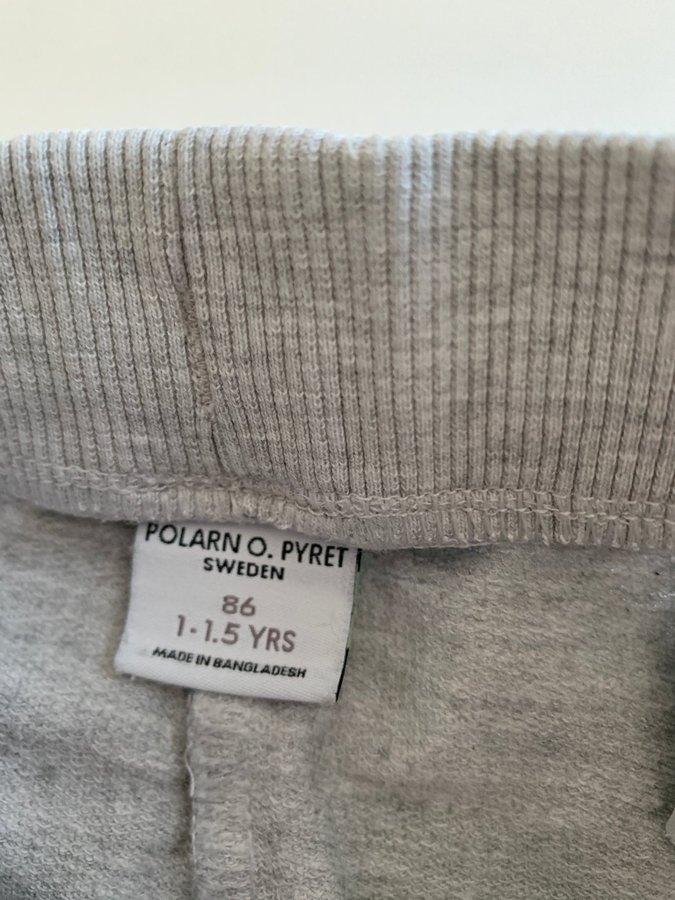 POLARN O. PYRET
SWEDEN
86
1-1.5 YRS
MADE IN BANGLADESH